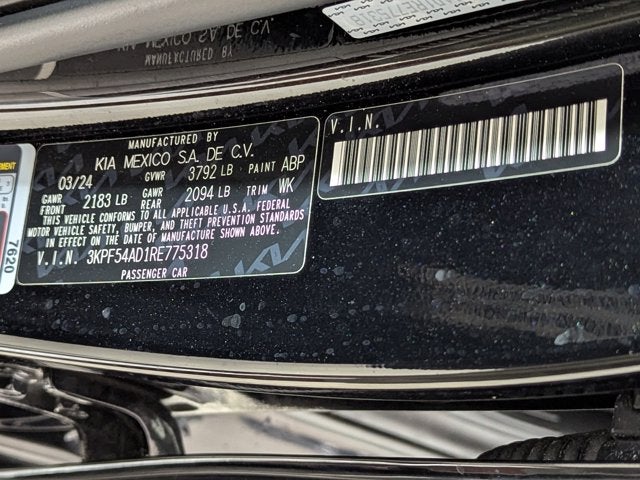 MANUFACTURED BY
KIA MEXICO S.A. DE C.V.
03/24 GVWR 3792 LB PAINT ABP
GAWR FRONT 2183 LB GAWR REAR 2094 LB TRIM WK
THIS VEHICLE CONFORMS TO ALL APPLICABLE U.S.A. FEDERAL
MOTOR VEHICLE SAFETY, BUMPER, AND THEFT PREVENTION STANDARDS
IN EFFECT ON THE DATE OF MANUFACTURE SHOWN ABOVE.
V.I.N. 3KPF54AD1RE775318
PASSENGER CAR
V.I.N.
7620